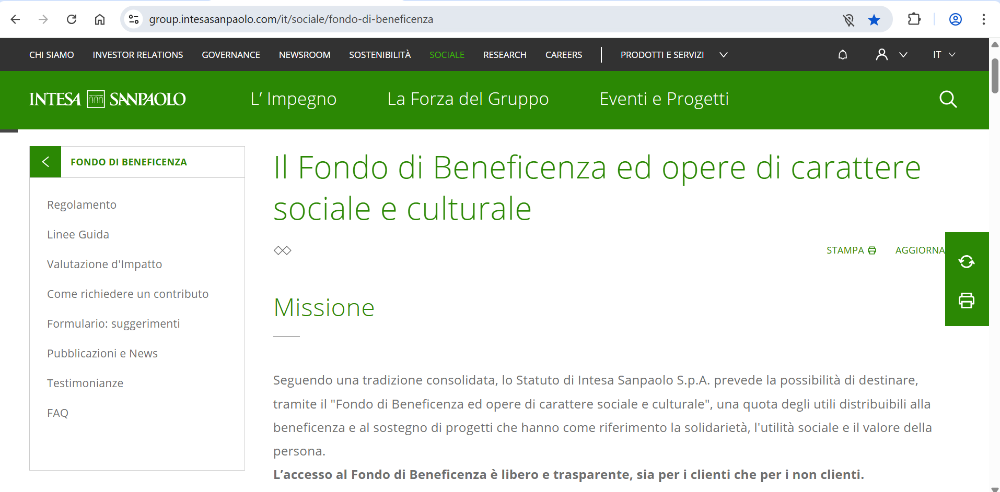 group.intesasanpaolo.com/it/sociale/fondo-di-beneficenza
CHI SIAMO INVESTOR RELATIONS GOVERNANCE NEWSROOM SOSTENIBILITÀ SOCIALE RESEARCH CAREERS PRODOTTI E SERVIZI IT
INTESA SANPAOLO L' Impegno La Forza del Gruppo Eventi e Progetti
FONDO DI BENEFICENZA
Regolamento
Linee Guida
Valutazione d'Impatto
Come richiedere un contributo
Formulario: suggerimenti
Pubblicazioni e News
Testimonianze
FAQ
Il Fondo di Beneficenza ed opere di carattere
sociale e culturale
STAMPA AGGIORNA
Missione
Seguendo una tradizione consolidata, lo Statuto di Intesa Sanpaolo S.p.A. prevede la possibilità di destinare,
tramite il "Fondo di Beneficenza ed opere di carattere sociale e culturale", una quota degli utili distribuibili alla
beneficenza e al sostegno di progetti che hanno come riferimento la solidarietà, l'utilità sociale e il valore della
persona.
L’accesso al Fondo di Beneficenza è libero e trasparente, sia per i clienti che per i non clienti.